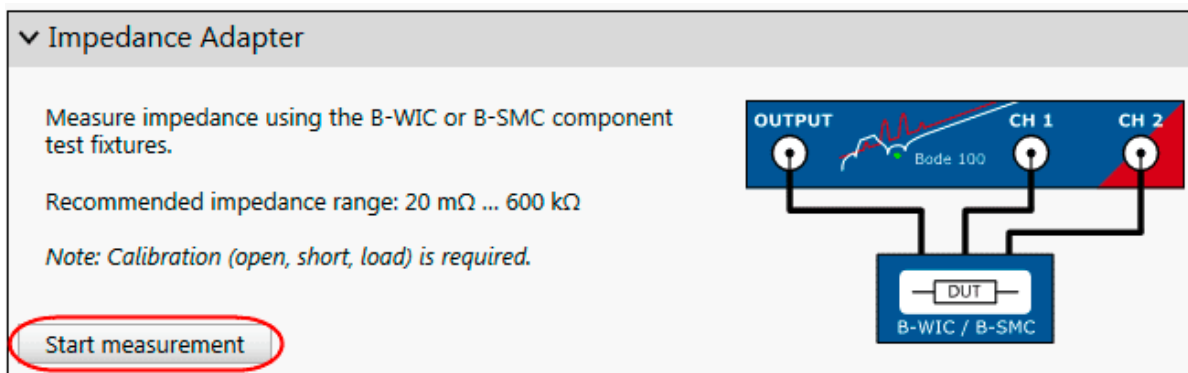 Impedance Adapter
Measure impedance using the B-WIC or B-SMC component
test fixtures.
Recommended impedance range: 20 mΩ ... 600 kΩ
Note: Calibration (open, short, load) is required.
Start measurement
OUTPUT
CH 1
CH 2
Bode 100
DUT
B-WIC / B-SMC